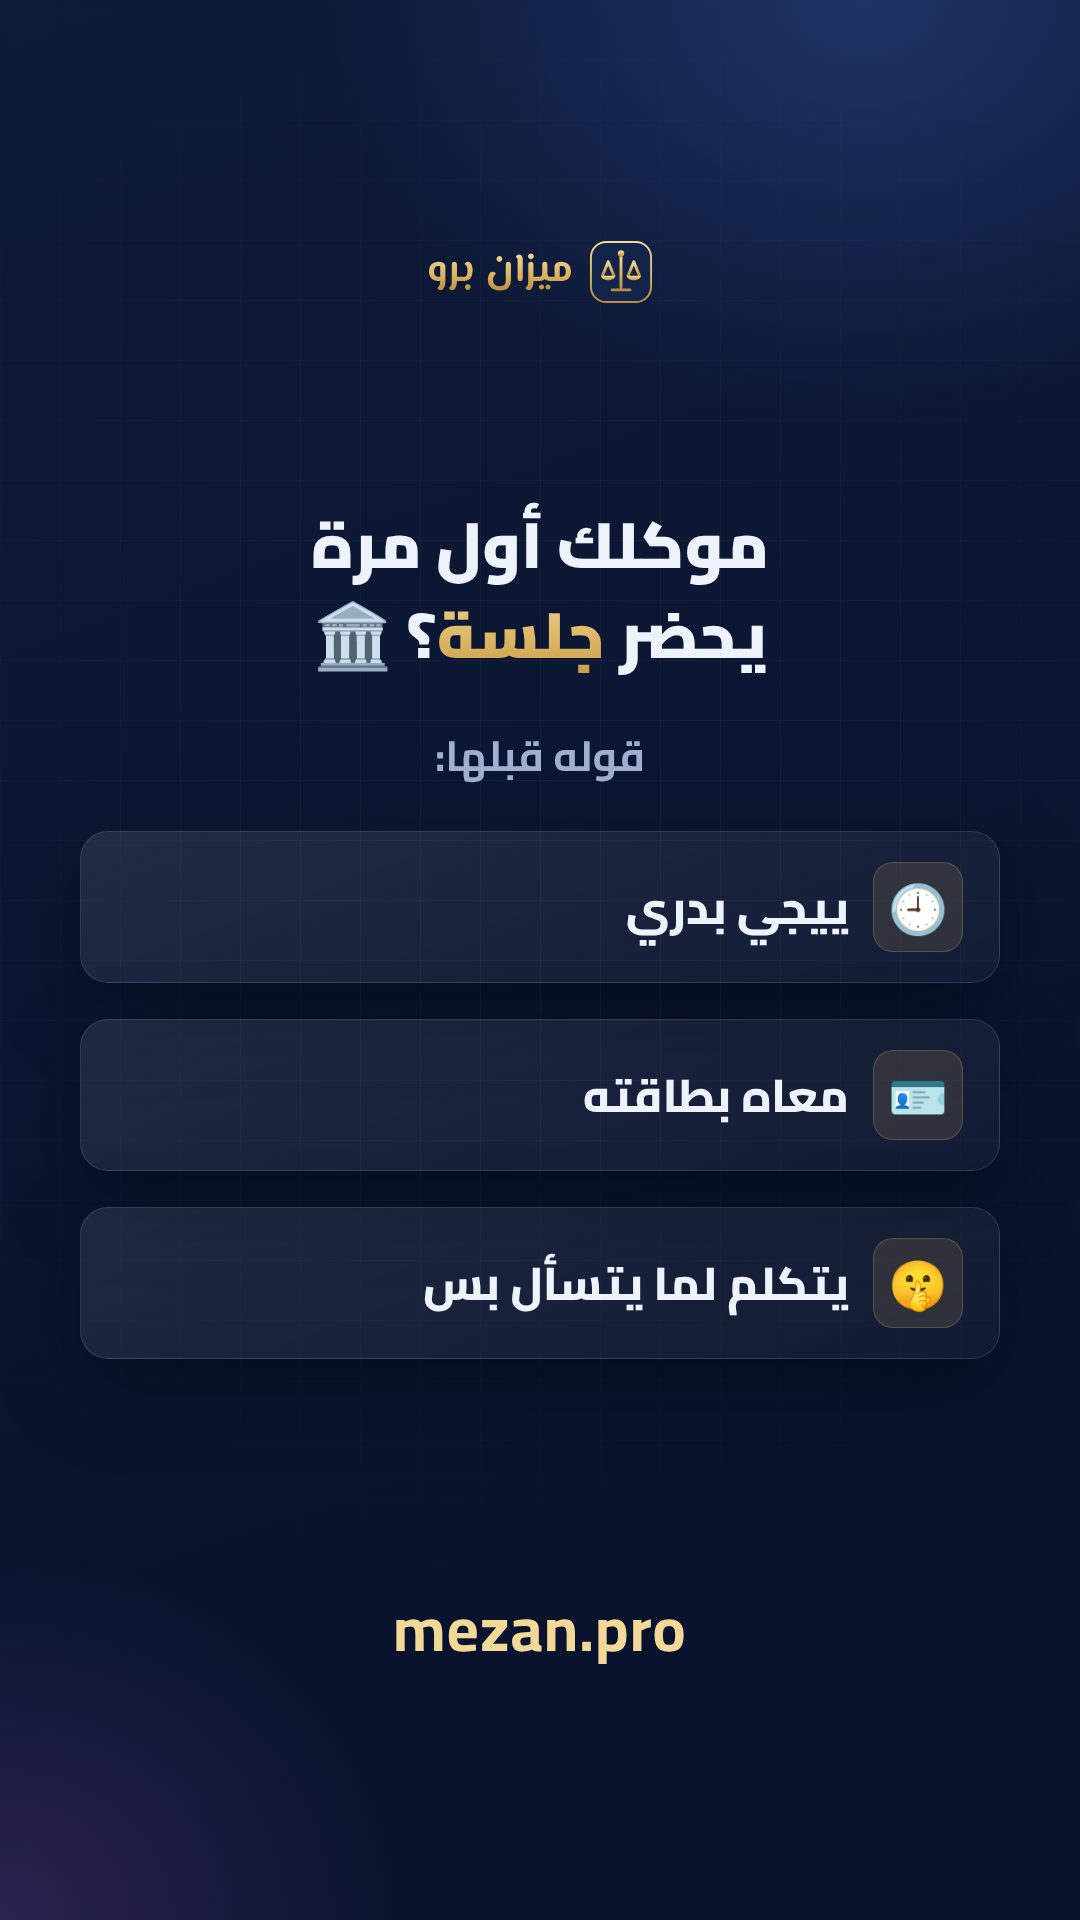 ميزان برو
موكلك أول مرة
يحضر جلسة؟ 🏛️
قوله قبلها:
ييجي بدري
معاه بطاقته
يتكلم لما يتسأل بس
mezan.pro